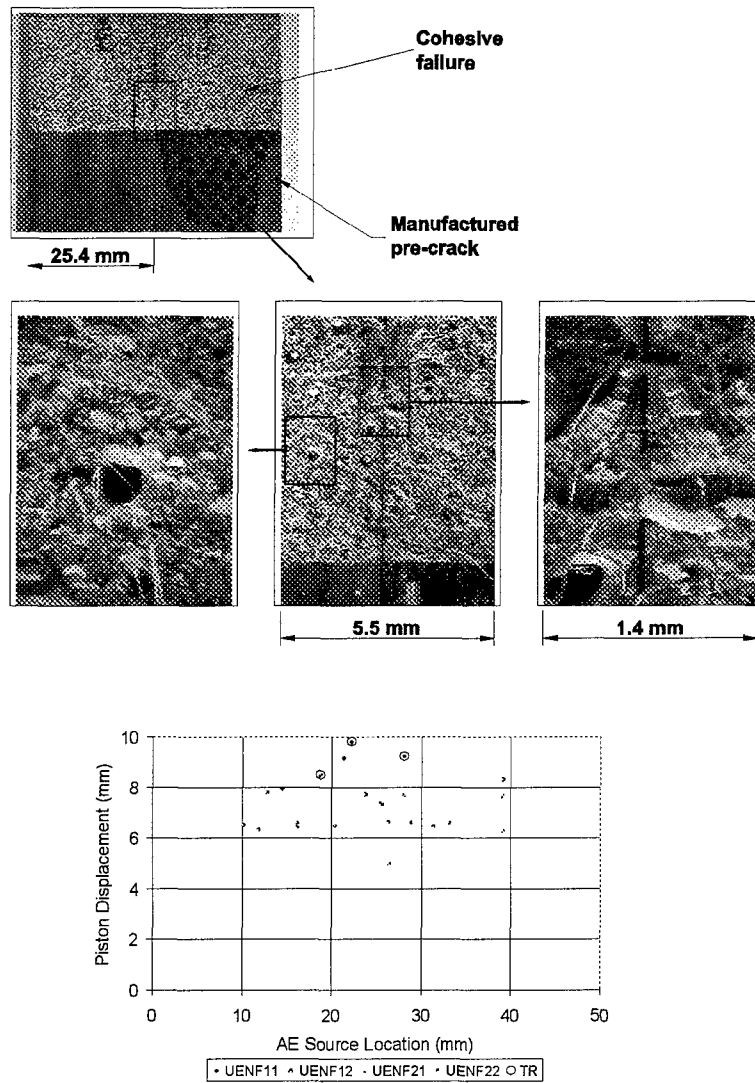 Cohesive
failure
Manufactured
pre-crack
25.4 mm
5.5 mm
1.4 mm
10
8
6
4
2
0
Piston Displacement (mm)
0 10 20 30 40 50
AE Source Location (mm)
UENF11 UENF12 UENF21 UENF22 TR